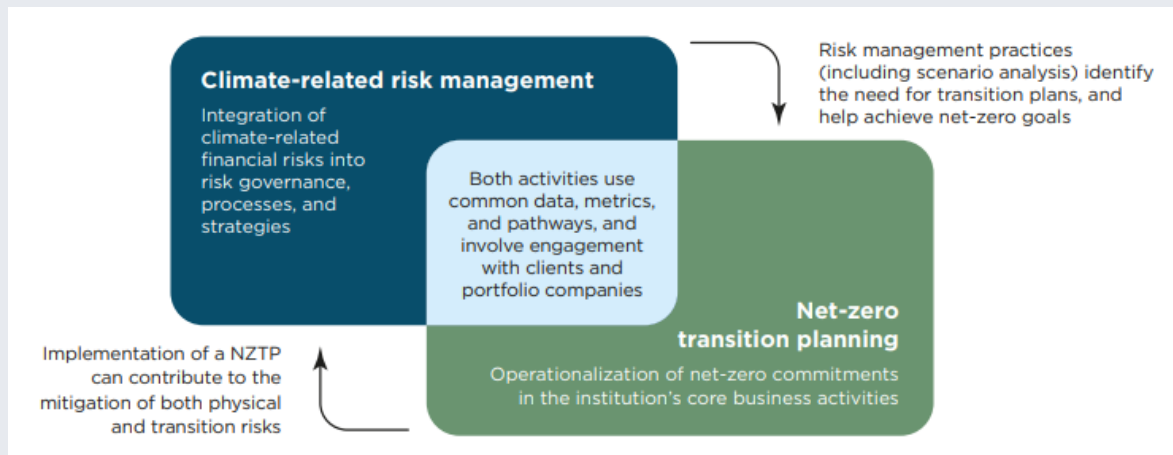 Climate-related risk management
Integration of
climate-related
financial risks into
risk governance,
processes, and
strategies
Risk management practices
(including scenario analysis) identify
the need for transition plans, and
help achieve net-zero goals
Both activities use
common data, metrics,
and pathways, and
involve engagement
with clients and
portfolio companies
Net-zero
transition planning
Operationalization of net-zero commitments
in the institution's core business activities
Implementation of a NZTP
can contribute to the
mitigation of both physical
and transition risks